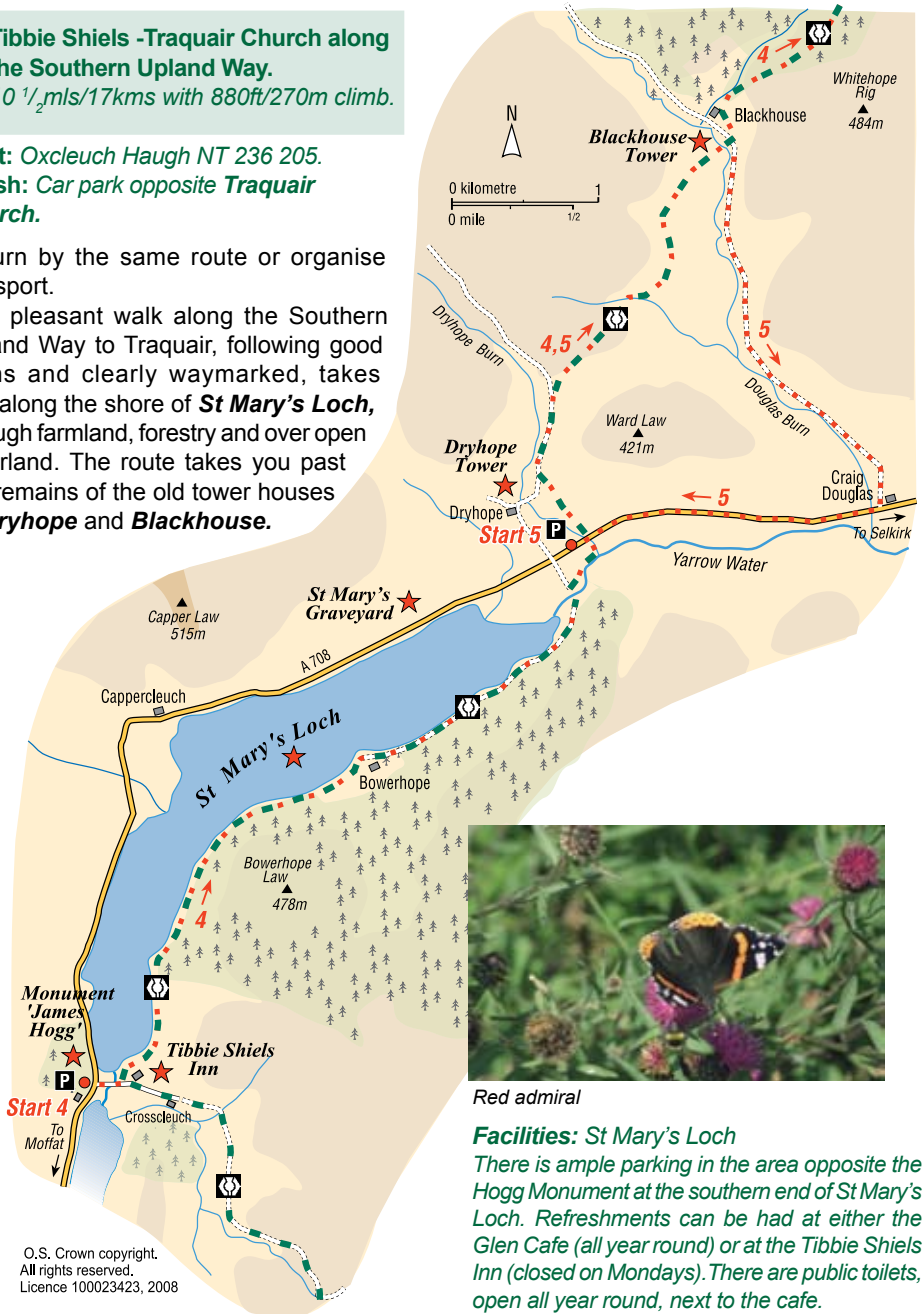 Tibbie Shiels -Traquair Church along
he Southern Upland Way.
0 1/2mls/17kms with 880ft/270m climb.
t: Oxcleuch Haugh NT 236 205.
sh: Car park opposite Traquair
rch.
urn by the same route or organise
sport.
pleasant walk along the Southern
and Way to Traquair, following good
ns and clearly waymarked, takes
along the shore of St Mary's Loch,
ugh farmland, forestry and over open
rland. The route takes you past
remains of the old tower houses
ryhope and Blackhouse.
4
Whitehope
Rig
484m
Blackhouse
Blackhouse
Tower
N
0 kilometre 1
0 mile 1/2
Dryhope Burn
4,5
5
Douglas Burn
Ward Law
421m
Dryhope
Tower
Dryhope
Start 5 P
5
Craig
Douglas
To Selkirk
Yarrow Water
St Mary's
Graveyard
Capper Law
515m
A 708
Cappercleuch
St Mary's Loch
Bowerhope
Bowerhope
Law
478m
4
Monument
'James
Hogg'
P
Start 4
To
Moffat
Tibbie Shiels
Inn
Crosscleuch
O.S. Crown copyright.
All rights reserved.
Licence 100023423, 2008
Red admiral
Facilities: St Mary's Loch
There is ample parking in the area opposite the
Hogg Monument at the southern end of St Mary's
Loch. Refreshments can be had at either the
Glen Cafe (all year round) or at the Tibbie Shiels
Inn (closed on Mondays). There are public toilets,
open all year round, next to the cafe.